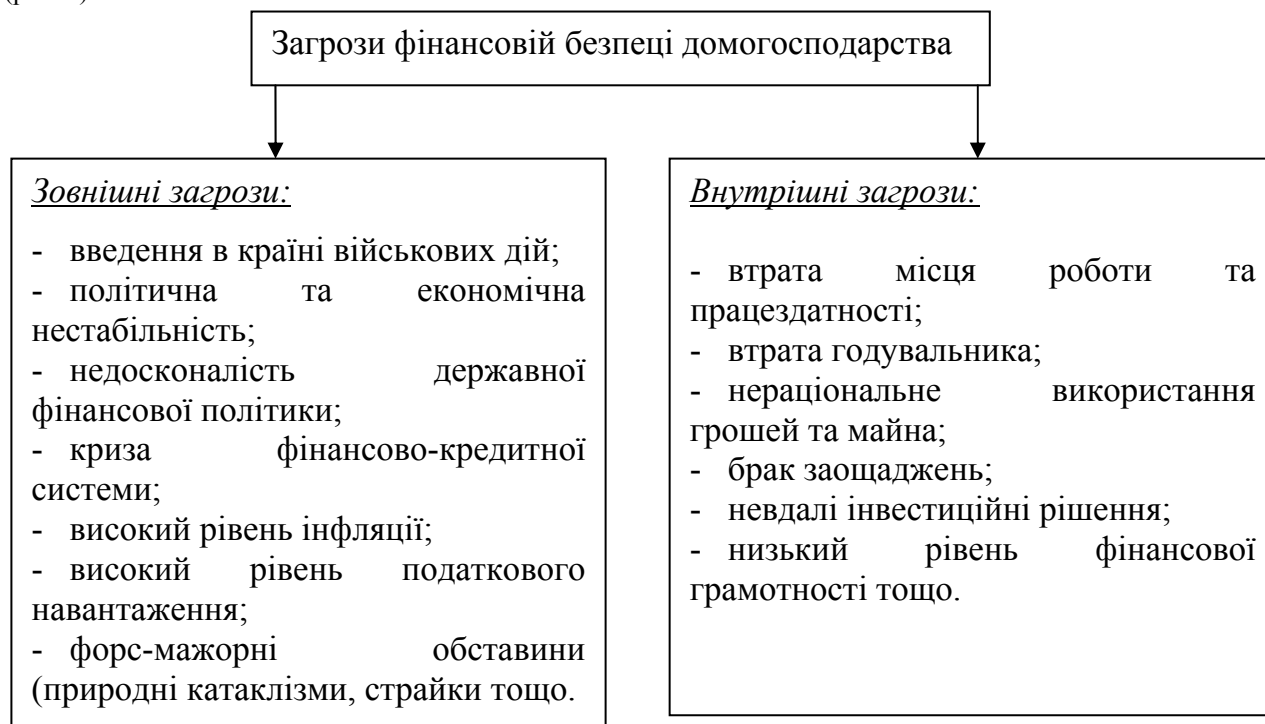 Загрози фінансовій безпеці домогосподарства
Зовнішні загрози:
- введення в країні військових дій;
- політична та економічна
нестабільність;
- недосконалість державної
фінансової політики;
- криза фінансово-кредитної
системи;
- високий рівень інфляції;
- високий рівень податкового
навантаження;
- форс-мажорні обставини
(природні катаклізми, страйки тощо.
Внутрішні загрози:
- втрата місця роботи та
працездатності;
- втрата годувальника;
- нераціональне використання
грошей та майна;
- брак заощаджень;
- невдалі інвестиційні рішення;
- низький рівень фінансової
грамотності тощо.